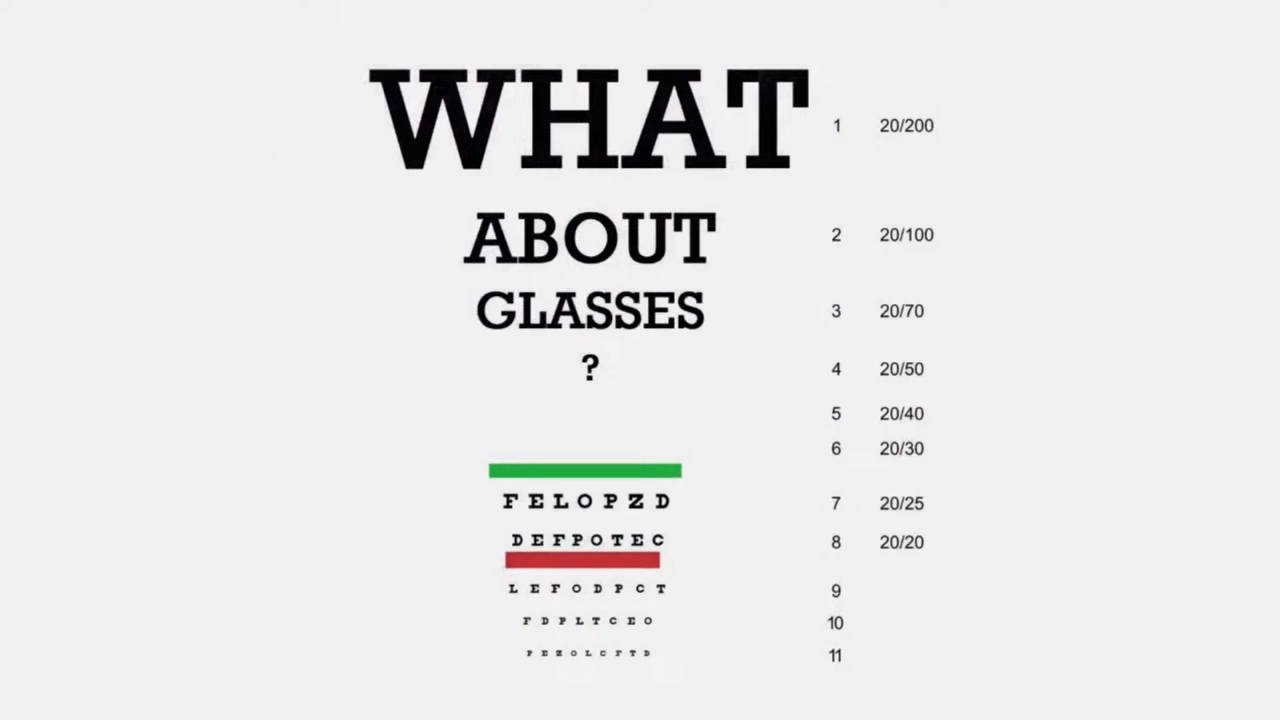 WHAT 1 20/200
ABOUT 2 20/100
GLASSES 3 20/70
? 4 20/50
5 20/40
6 20/30
F E L O P Z D 7 20/25
D E F P O T E C 8 20/20
L E F O D P C T 9
F D P L T C E O 10
P E Z O L C F T D 11